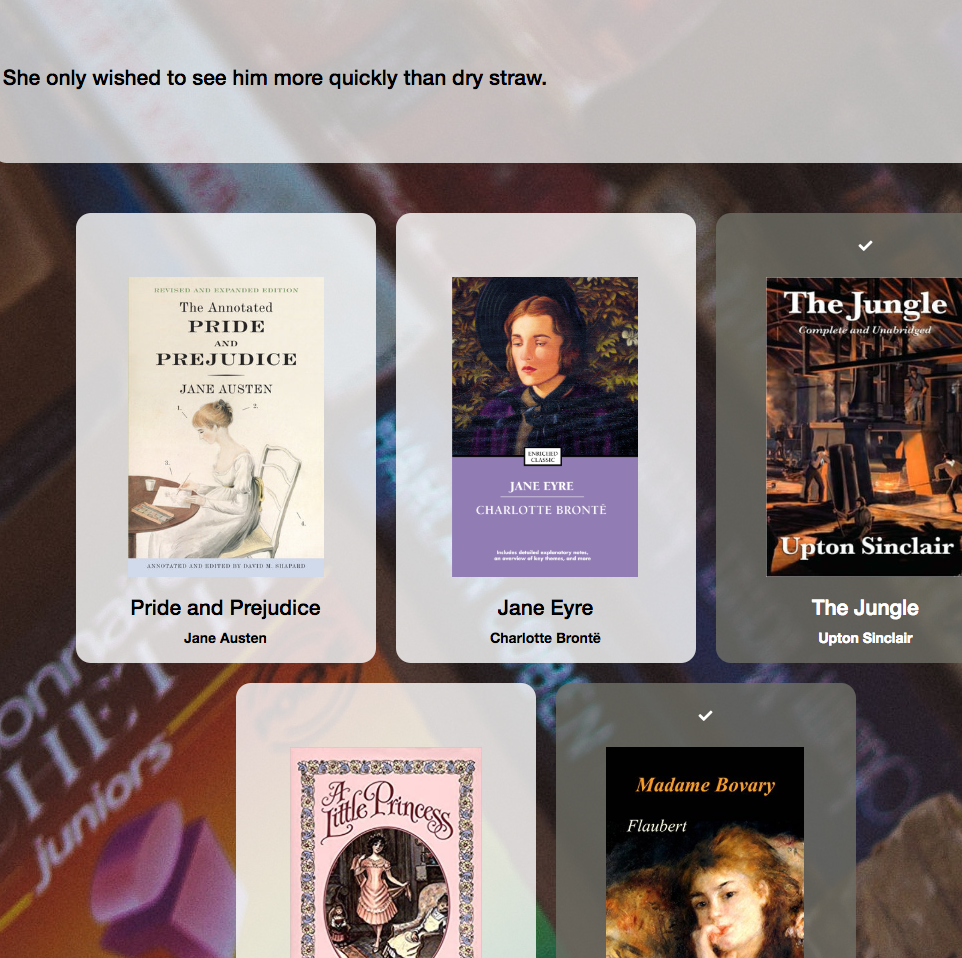 She only wished to see him more quickly than dry straw.
REVISED AND EXPANDED EDITION
The Annotated
PRIDE
AND
PREJUDICE
JANE AUSTEN
1.
2.
3.
4.
ANNOTATED AND EDITED BY DAVID M. SHAPARD
Pride and Prejudice
Jane Austen
ENRICHED
CLASSIC
JANE EYRE
CHARLOTTE BRONTË
Includes detailed explanatory notes,
an overview of key themes, and more
Jane Eyre
Charlotte Brontë
The Jungle
Complete and Unabridged
Upton Sinclair
The Jungle
Upton Sinclair
juniors
A
Little Princess
Madame Bovary
Flaubert